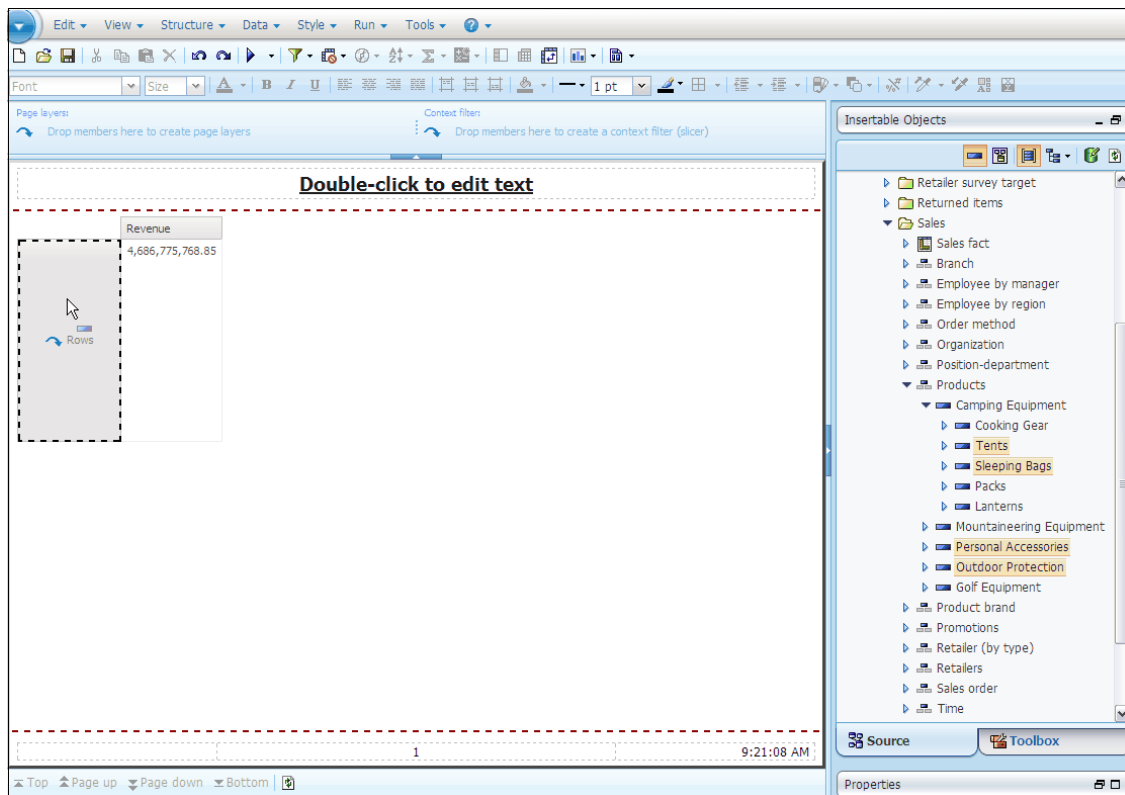 Edit View Structure Data Style Run Tools
Font Size A B I U 1 pt
Page layers: Context filter:
Drop members here to create page layers Drop members here to create a context filter (slicer)
Double-click to edit text
Revenue
4,686,775,768.85
Rows
1 9:21:08 AM
Top Page up Page down Bottom
Insertable Objects
Retailer survey target
Returned items
Sales
Sales fact
Branch
Employee by manager
Employee by region
Order method
Organization
Position-department
Products
Camping Equipment
Cooking Gear
Tents
Sleeping Bags
Packs
Lanterns
Mountaineering Equipment
Personal Accessories
Outdoor Protection
Golf Equipment
Product brand
Promotions
Retailer (by type)
Retailers
Sales order
Time
Source Toolbox
Properties